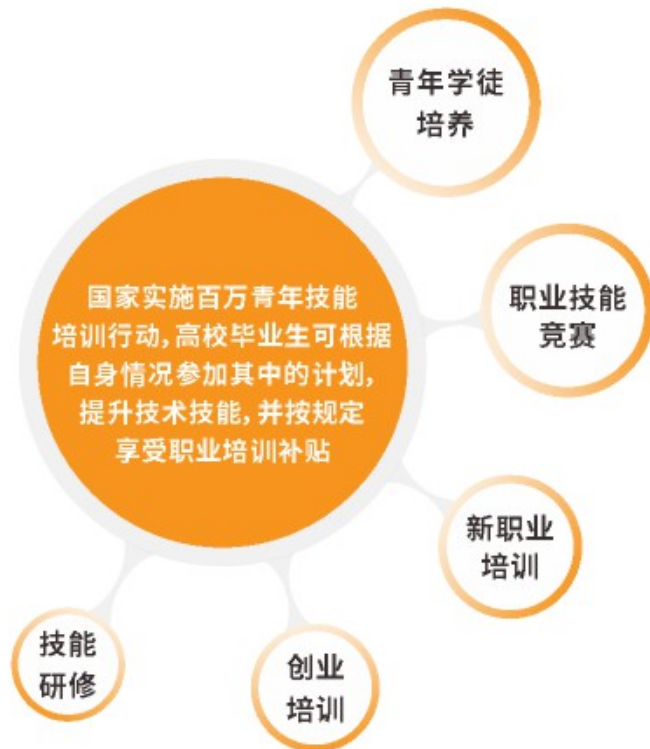 青年学徒
培养
职业技能
竞赛
国家实施百万青年技能
培训行动,高校毕业生可根据
自身情况参加其中的计划,
提升技术技能,并按规定
享受职业培训补贴
新职业
培训
创业
培训
技能
研修